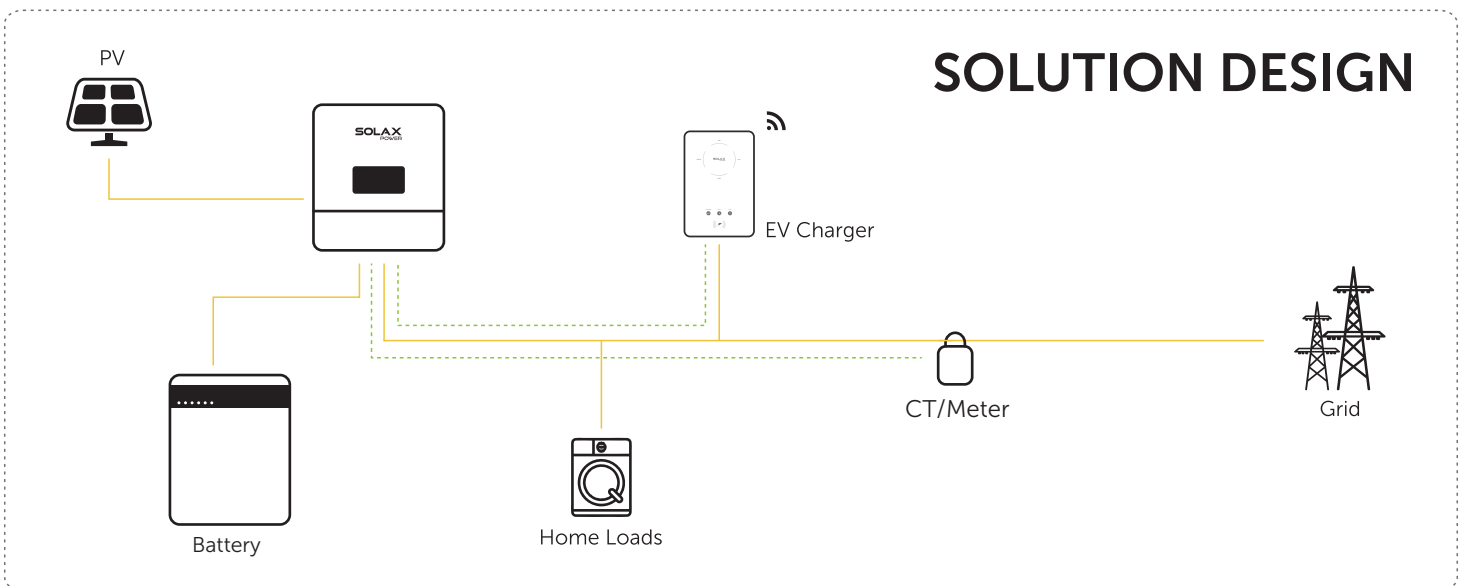 SOLUTION DESIGN
PV
SOLAX
POWER
EV Charger
CT/Meter
Grid
Battery
Home Loads